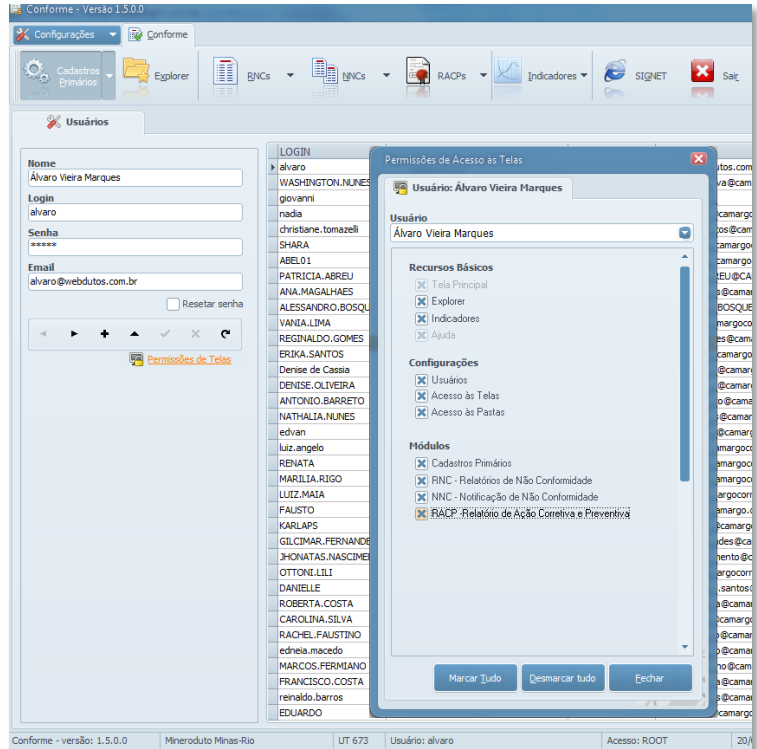 Conforme - Versão 1.5.0.0
Configurações
Conforme
Cadastros Primários
Explorer
RNCs
NNCs
RACPs
Indicadores
SIGNET
Sair
Usuários
Nome
Álvaro Vieira Marques
Login
alvaro
Senha
*****
Email
alvaro@webdutos.com.br
Resetar senha
Permissões de Telas
LOGIN
alvaro
WASHINGTON.NUNES
giovanni
nadia
christiane.tomazelli
SHARA
ABEL01
PATRICIA.ABREU
ANA.MAGALHAES
ALESSANDRO.BOSQU
VANIA.LIMA
REGINALDO.GOMES
ERIKA.SANTOS
Denise de Cassia
DENISE.OLIVEIRA
ANTONIO.BARRETO
NATHALIA.NUNES
edvan
luiz.angelo
RENATA
MARILIA.RIGO
LUIZ.MAIA
FAUSTO
KARLAPS
GILCIMAR.FERNANDE
JHONATAS.NASCIME
OTTONI.LILI
DANIELLE
ROBERTA.COSTA
CAROLINA.SILVA
RACHEL.FAUSTINO
edneia.macedo
MARCOS.FERMIANO
FRANCISCO.COSTA
reinaldo.barros
EDUARDO
Permissões de Acesso às Telas
Usuário: Álvaro Vieira Marques
Usuário
Álvaro Vieira Marques
Recursos Básicos
Tela Principal
Explorer
Indicadores
Ajuda
Configurações
Usuários
Acesso às Telas
Acesso às Pastas
Módulos
Cadastros Primários
RNC - Relatórios de Não Conformidade
NNC - Notificação de Não Conformidade
RACP -Relatório de Ação Corretiva e Preventiva
Marcar Tudo
Desmarcar tudo
Fechar
Conforme - versão: 1.5.0.0
Mineroduto Minas-Rio
UT 673
Usuário: alvaro
Acesso: ROOT
20/